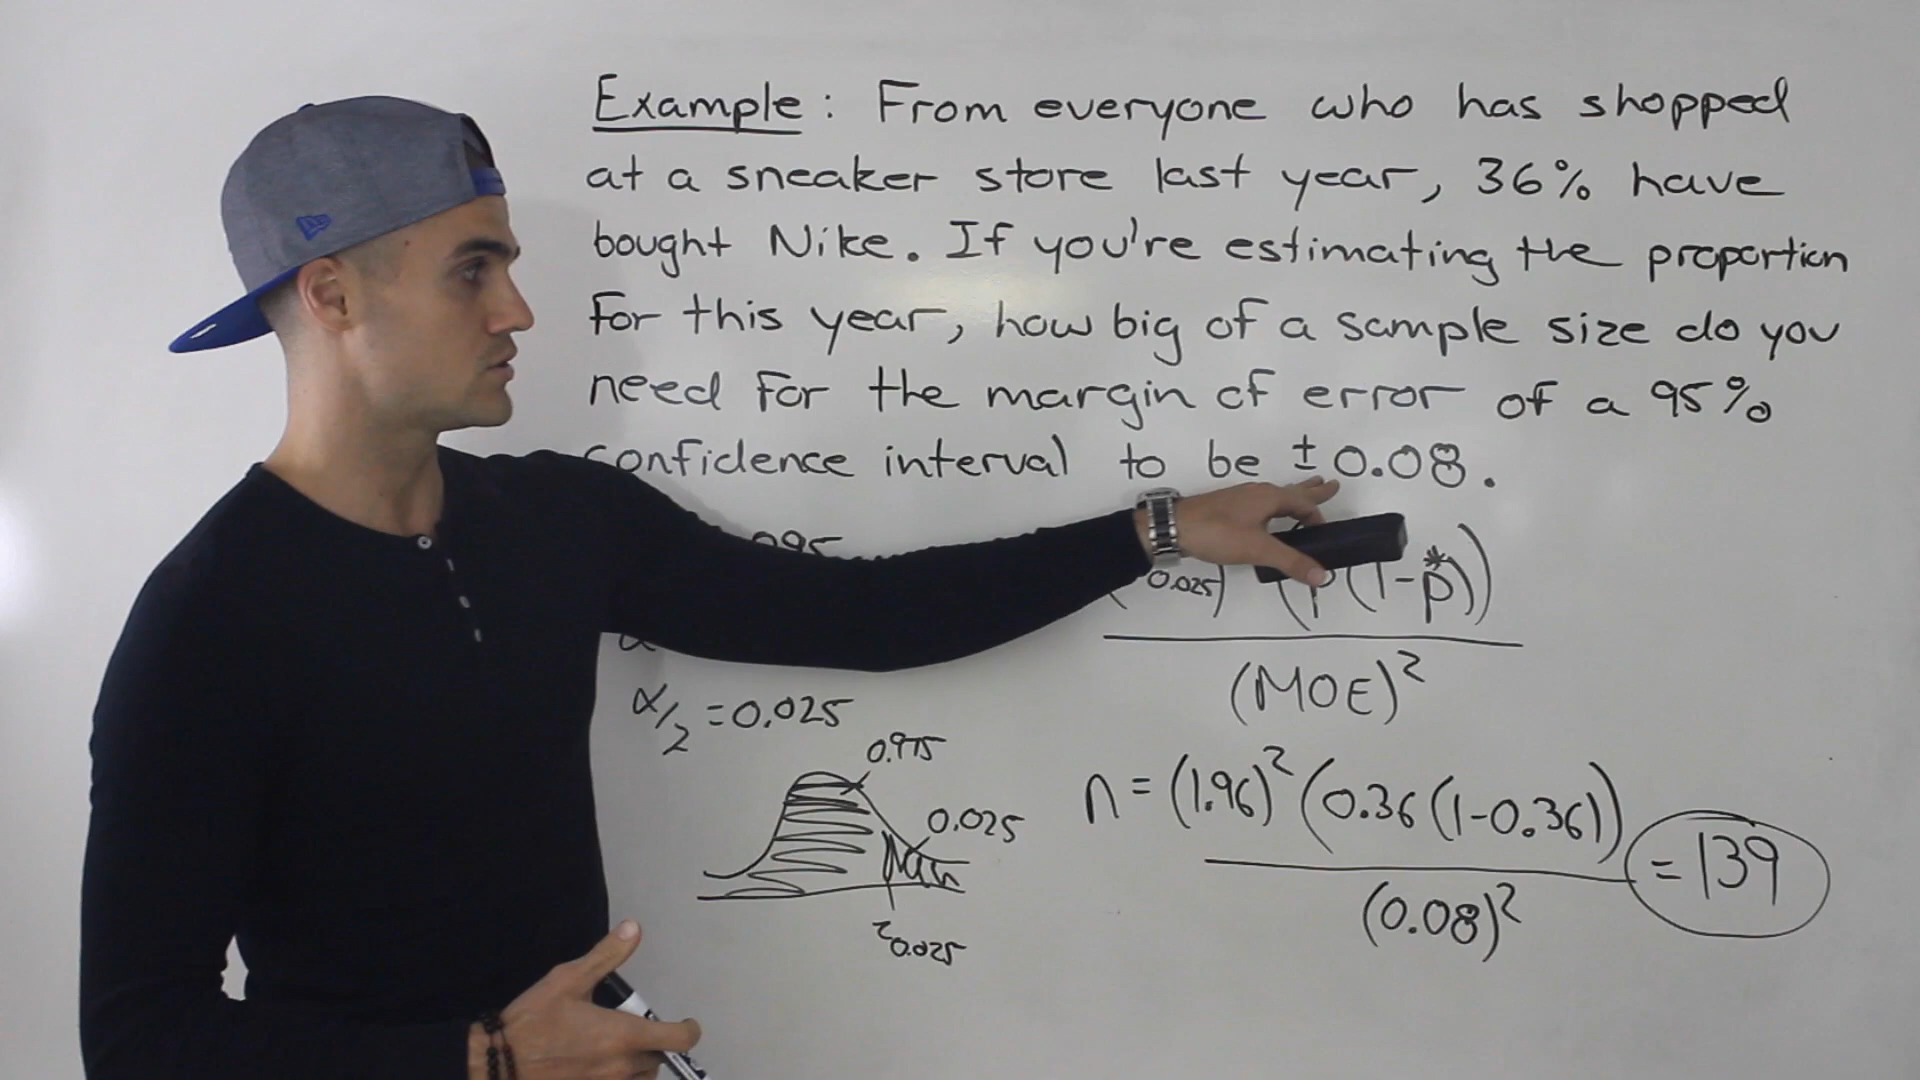 Example: From everyone who has shopped
at a sneaker store last year, 36% have
bought Nike. If you're estimating the proportion
for this year, how big of a sample size do you
need for the margin of error of a 95%
confidence interval to be ±0.08.
095
0.025) (p(1-p*))
(MOE)²
α/2 = 0.025
0.975
0.025
z0.025
n = (1.96)² (0.36(1-0.36))
= 139
(0.08)²